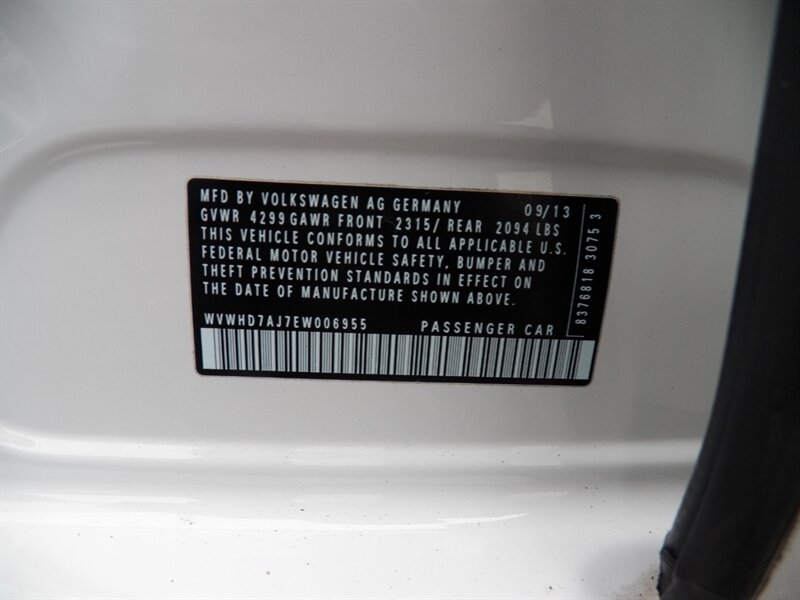 MFD BY VOLKSWAGEN AG GERMANY 09/13
GVWR 4299 GAWR FRONT 2315/ REAR 2094 LBS
THIS VEHICLE CONFORMS TO ALL APPLICABLE U.S.
FEDERAL MOTOR VEHICLE SAFETY, BUMPER AND
THEFT PREVENTION STANDARDS IN EFFECT ON
THE DATE OF MANUFACTURE SHOWN ABOVE.
WVWHD7AJ7EW006955 PASSENGER CAR
8376818 3075 3